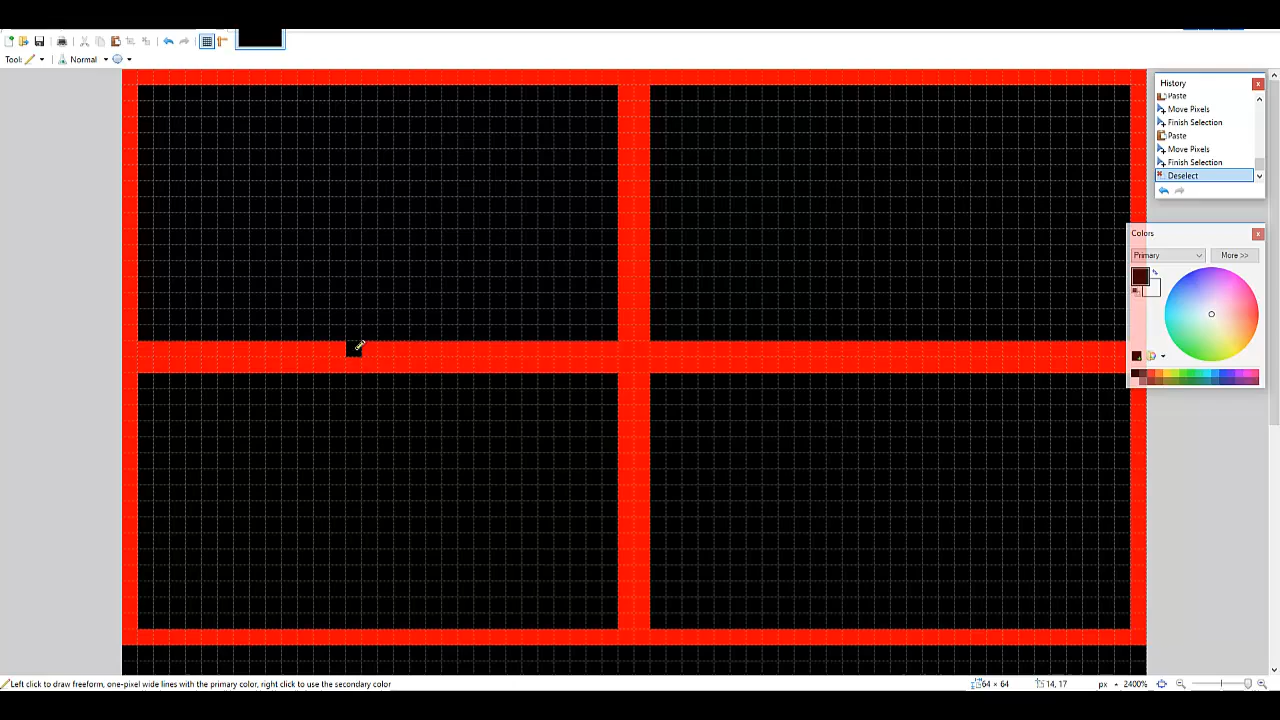 Tool:
Normal
History
Paste
Move Pixels
Finish Selection
Paste
Move Pixels
Finish Selection
Deselect
Colors
Primary
More >>
Left click to draw freeform, one-pixel wide lines with the primary color, right click to use the secondary color
64 × 64
14, 17
px
2400%